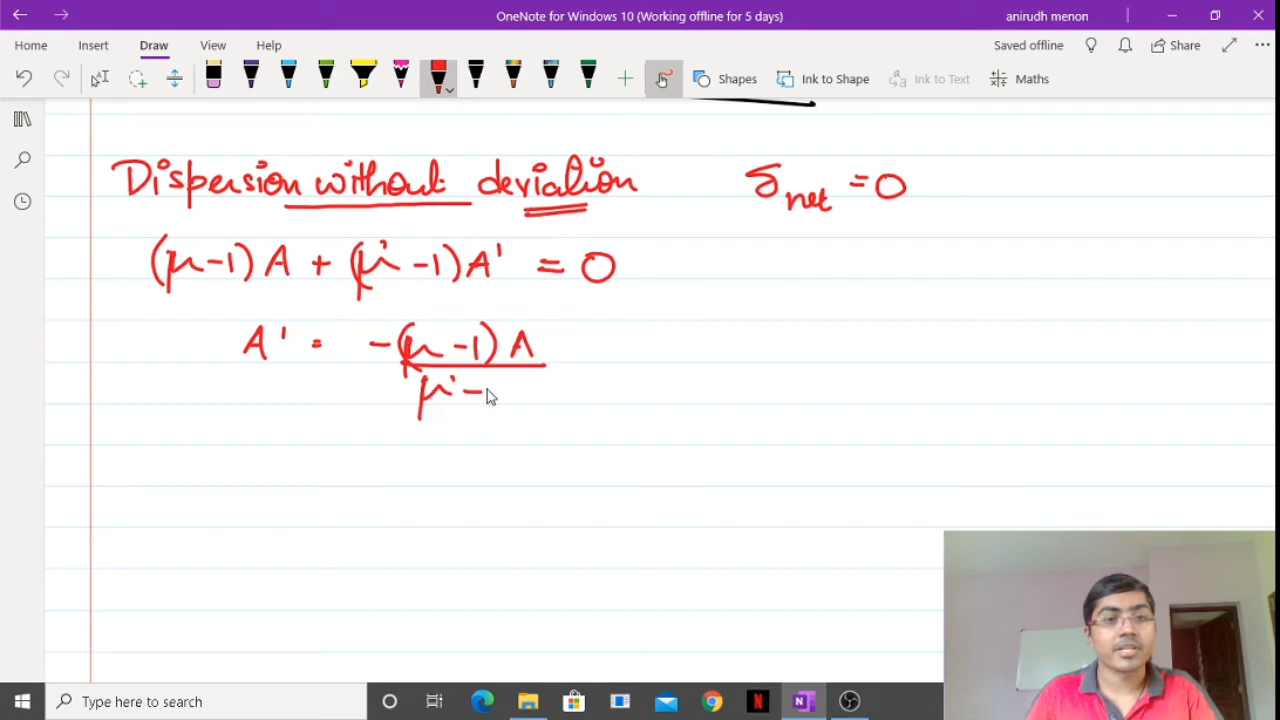 OneNote for Windows 10 (Working offline for 5 days)
anirudh menon
Home Insert Draw View Help
Saved offline
Share
Shapes
Ink to Shape
Ink to Text
Maths
Dispersion without deviation δnet = 0
(μ-1)A + (μ'-1)A' = 0
A' = -(μ-1)A
μ'-
Type here to search